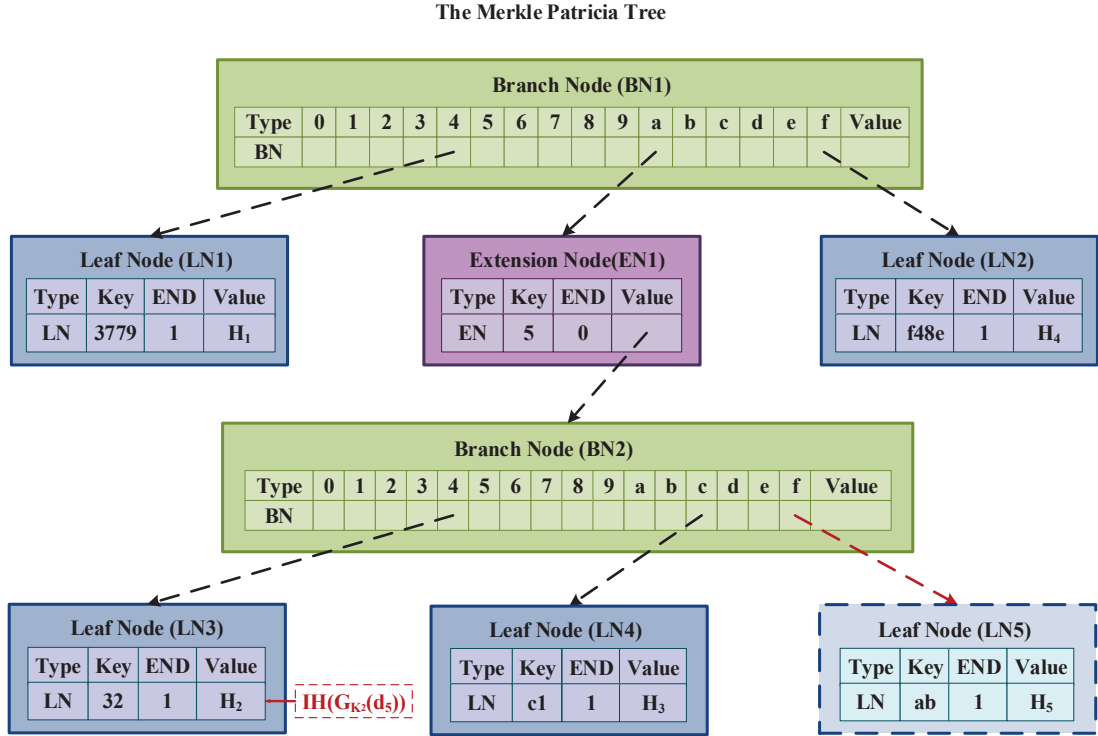 The Merkle Patricia Tree
Branch Node (BN1)
Type 0 1 2 3 4 5 6 7 8 9 a b c d e f Value
BN
Leaf Node (LN1)
Type Key END Value
LN 3779 1 H₁
Extension Node(EN1)
Type Key END Value
EN 5 0
Leaf Node (LN2)
Type Key END Value
LN f48e 1 H₄
Branch Node (BN2)
Type 0 1 2 3 4 5 6 7 8 9 a b c d e f Value
BN
Leaf Node (LN3)
Type Key END Value
LN 32 1 H₂
IH(G_K₂(d₅))
Leaf Node (LN4)
Type Key END Value
LN c1 1 H₃
Leaf Node (LN5)
Type Key END Value
LN ab 1 H₅